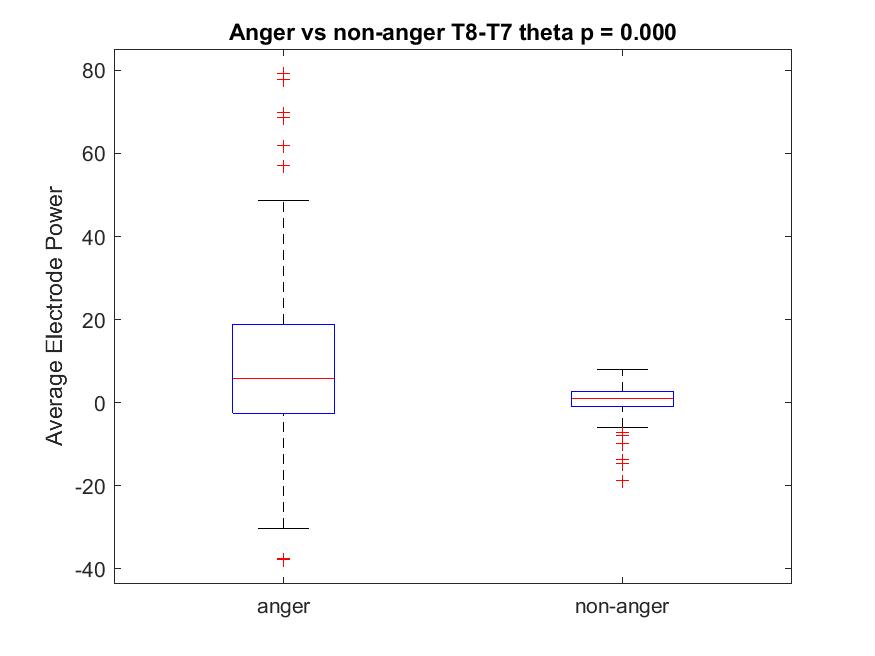 Anger vs non-anger T8-T7 theta p = 0.000
Average Electrode Power
80
60
40
20
0
-20
-40
anger
non-anger